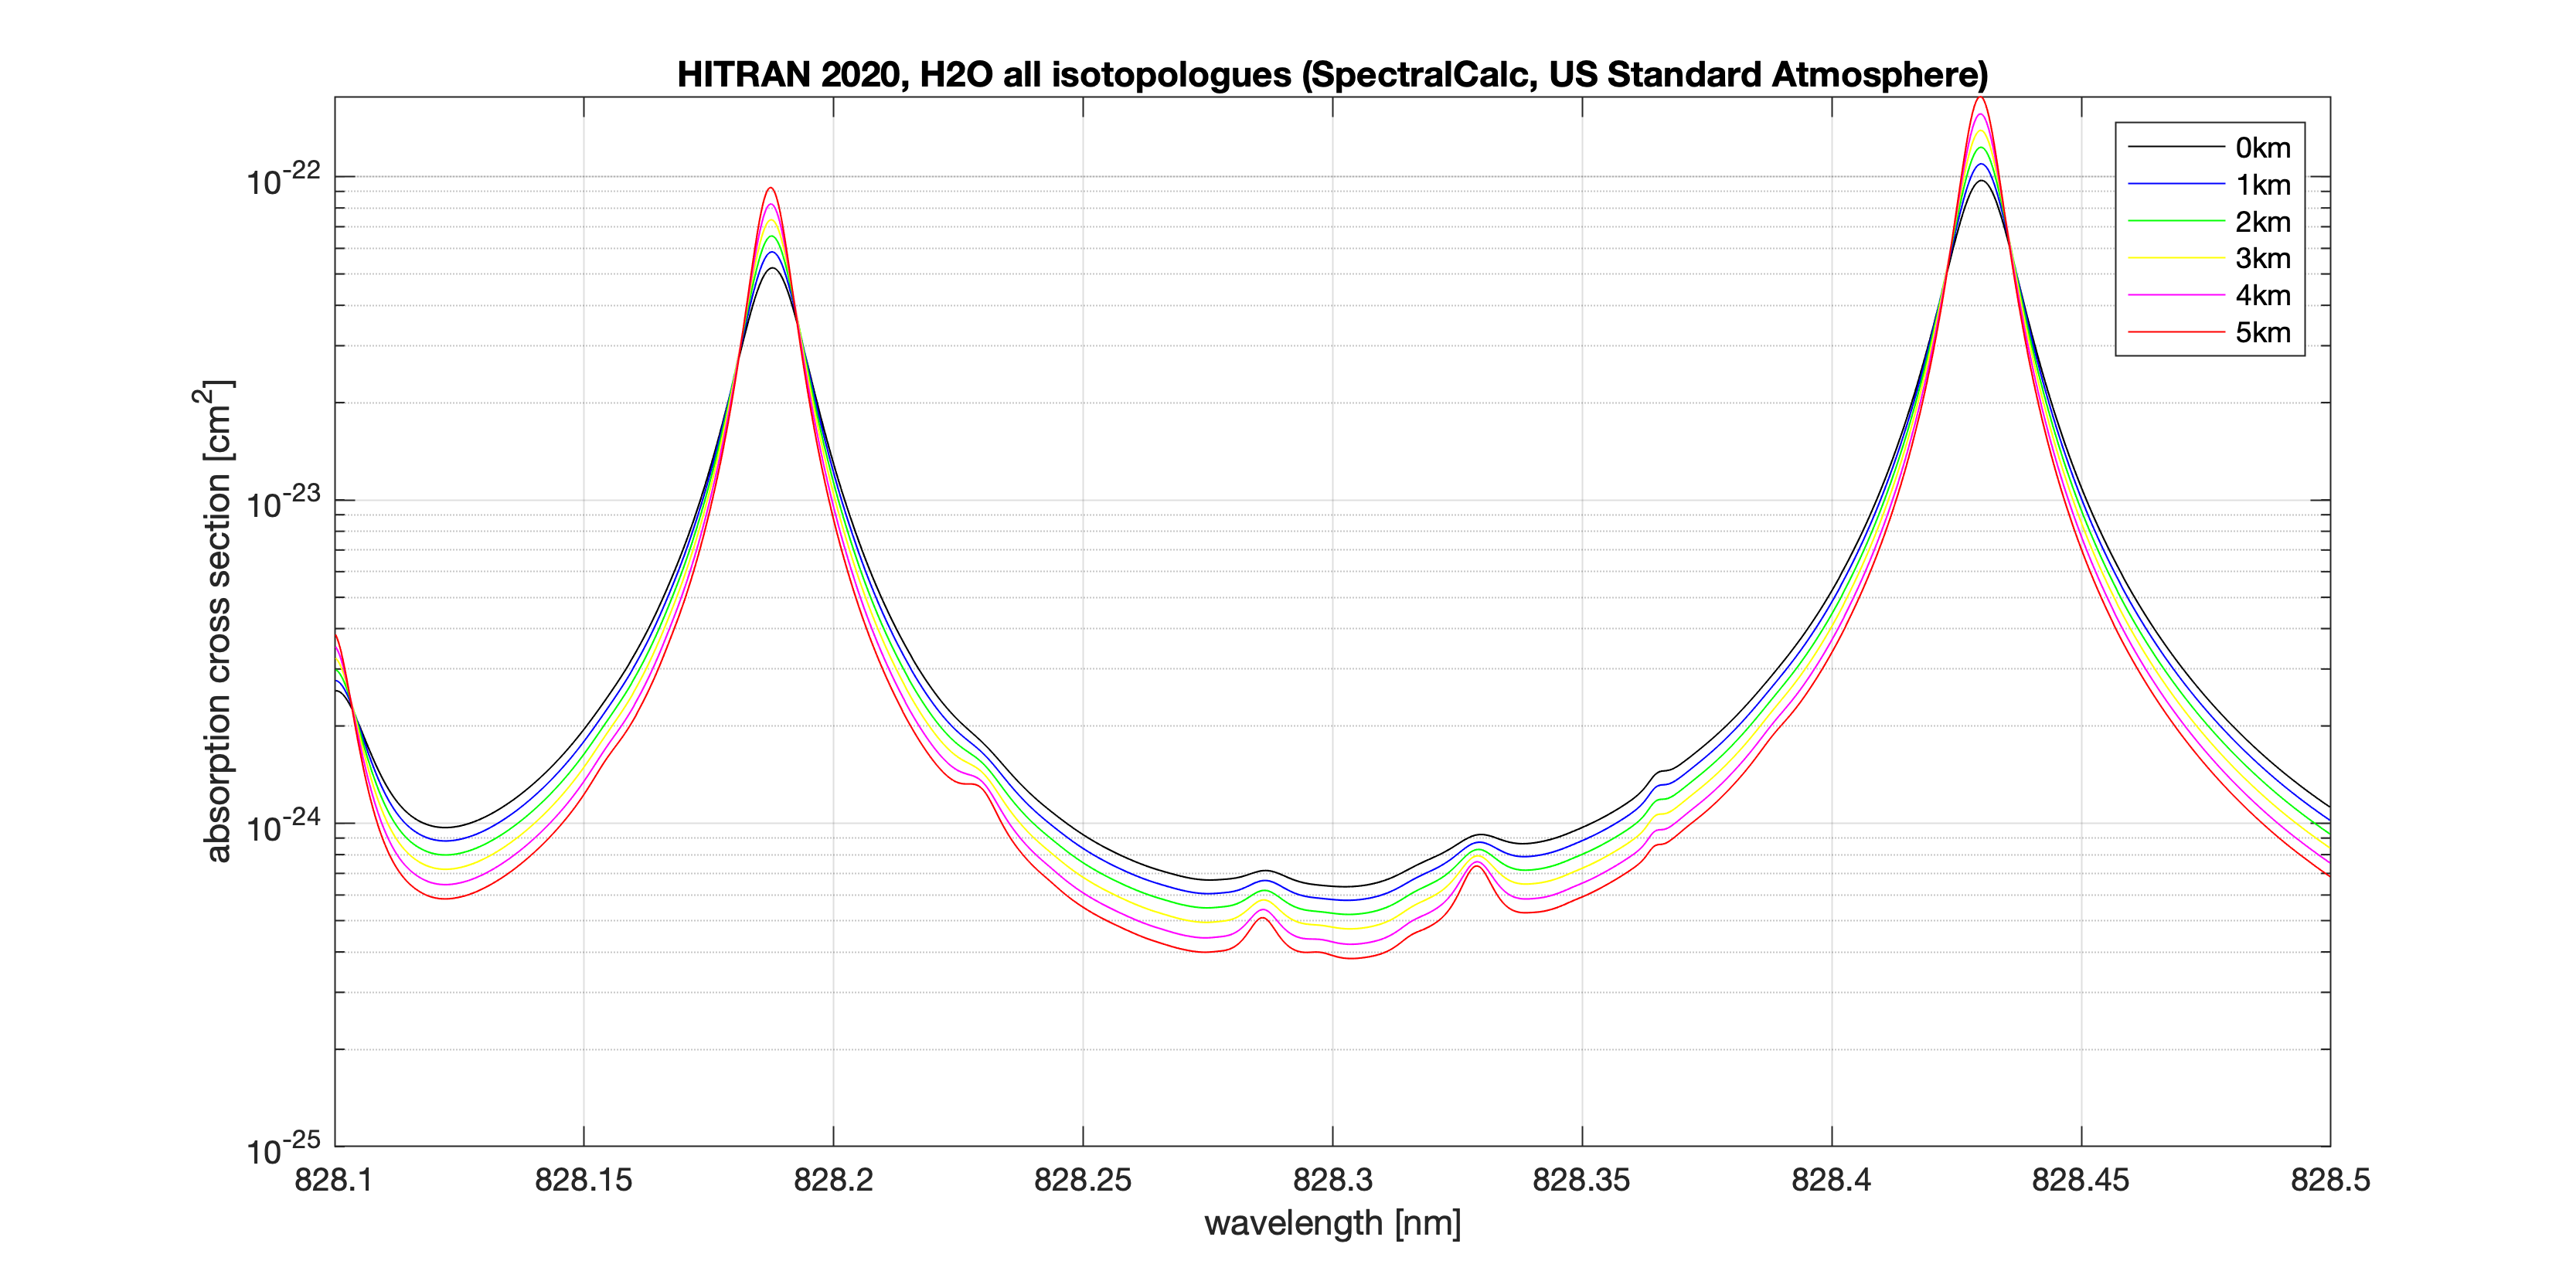 HITRAN 2020, H2O all isotopologues (SpectralCalc, US Standard Atmosphere)
absorption cross section [cm²]
10⁻²²
10⁻²³
10⁻²⁴
10⁻²⁵
0km
1km
2km
3km
4km
5km
828.1 828.15 828.2 828.25 828.3 828.35 828.4 828.45 828.5
wavelength [nm]